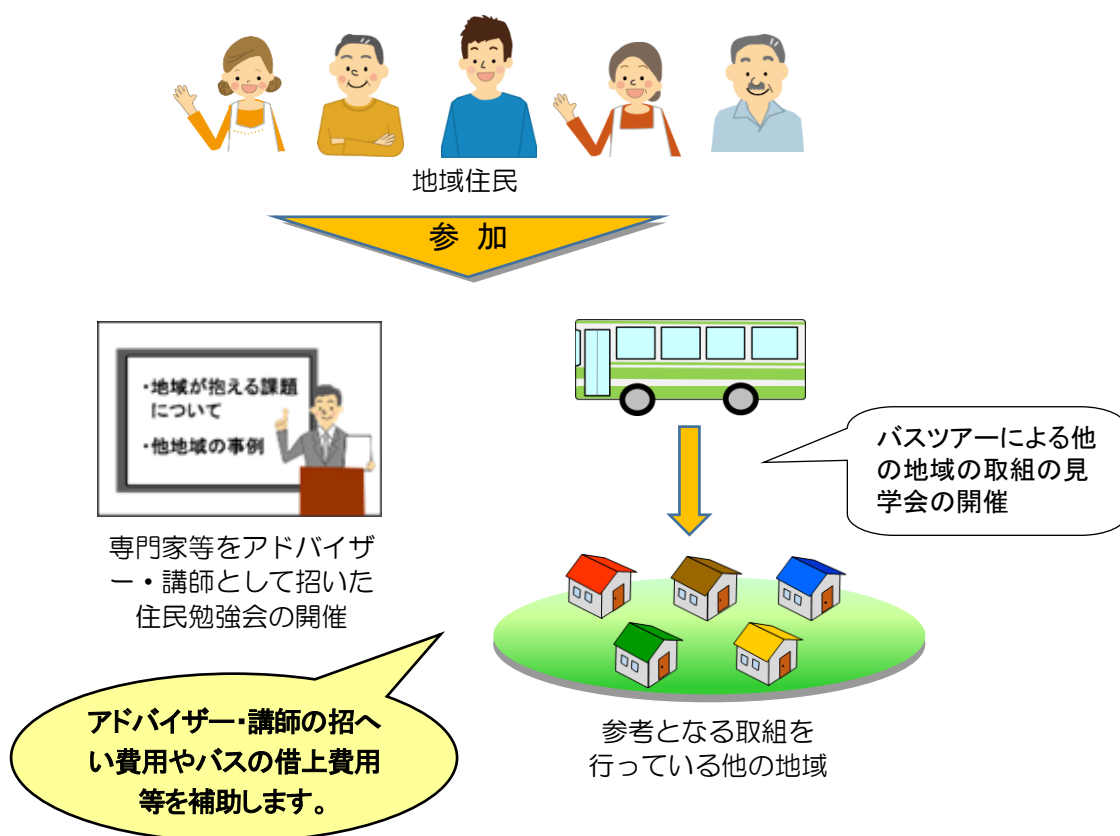 地域住民
参 加
・地域が抱える課題
について
・他地域の事例
専門家等をアドバイザ
ー・講師として招いた
住民勉強会の開催
バスツアーによる他
の地域の取組の見
学会の開催
参考となる取組を
行っている他の地域
アドバイザー・講師の招へ
い費用やバスの借上費用
等を補助します。